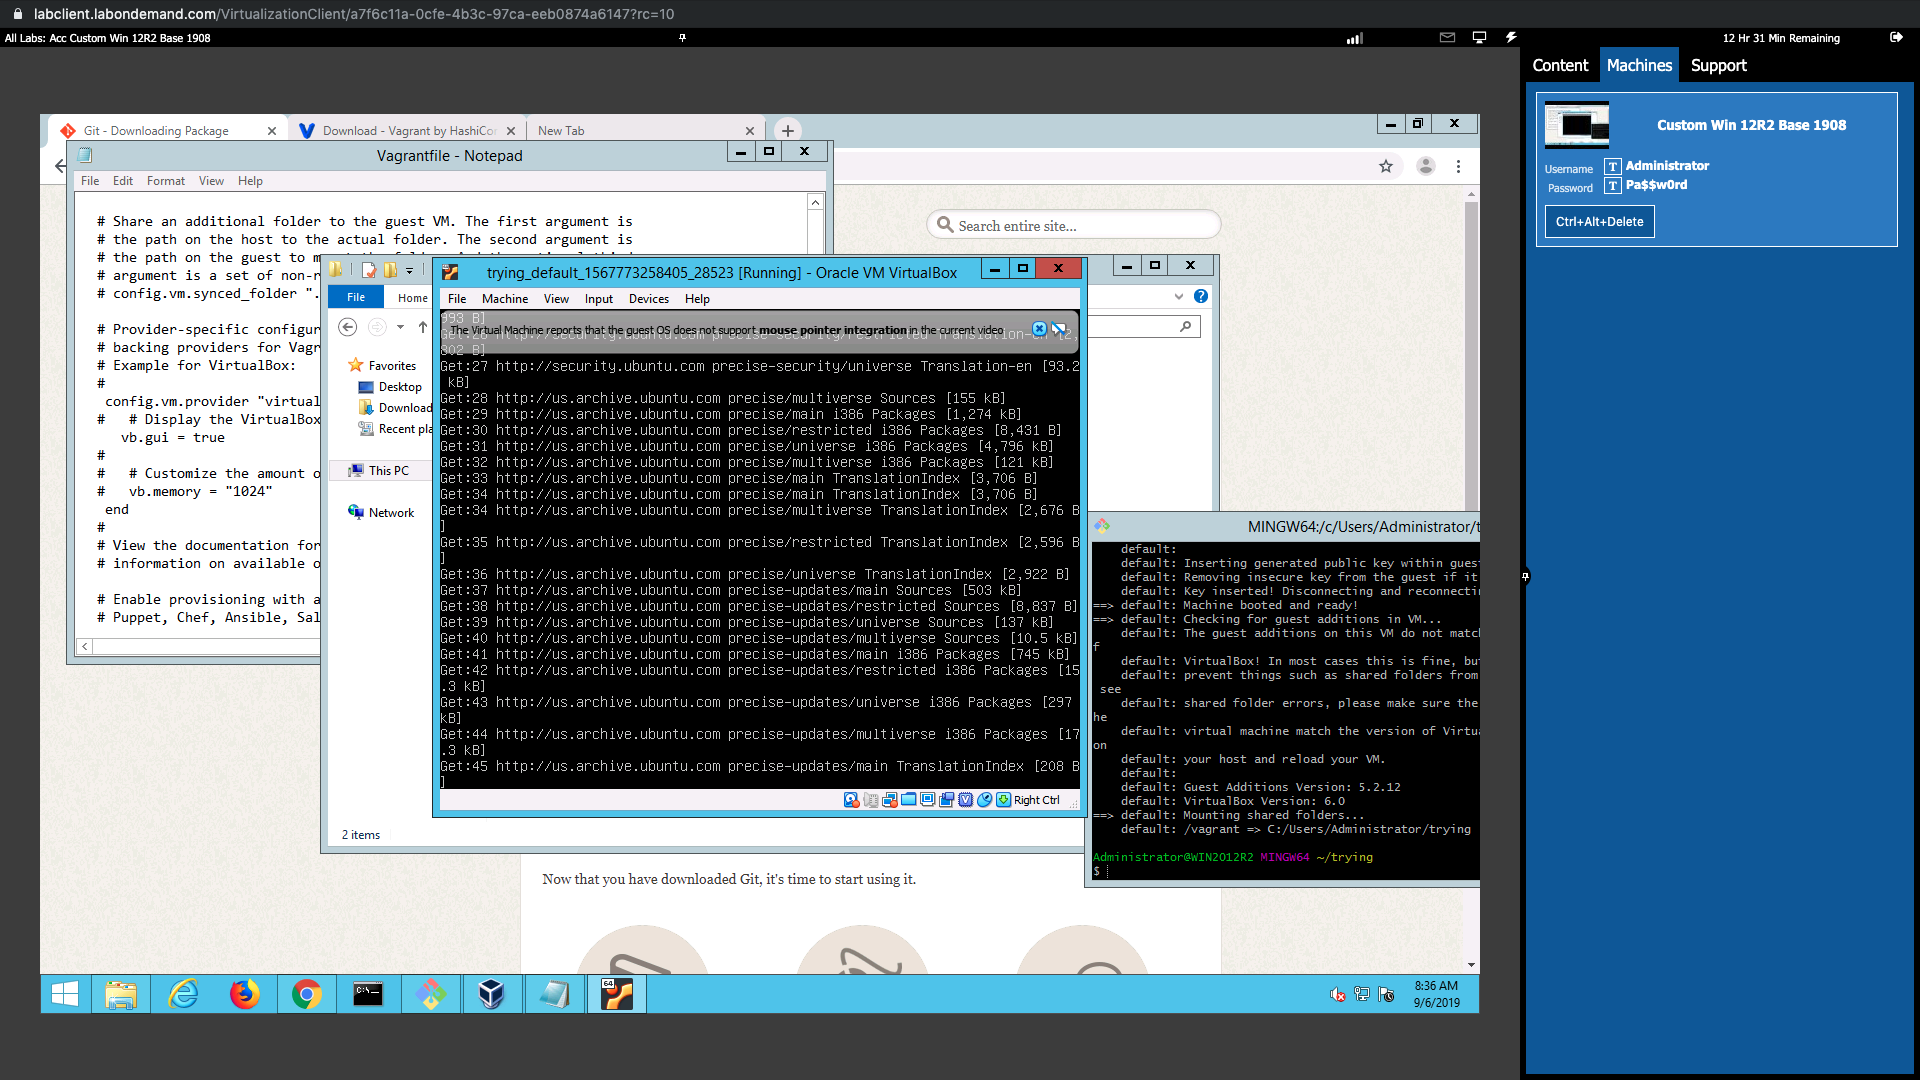 labclient.labondemand.com/VirtualizationClient/a7f6c11a-0cfe-4b3c-97ca-eeb0874a6147?rc=10
All Labs: Acc Custom Win 12R2 Base 1908
12 Hr 31 Min Remaining
Content
Machines
Support
Custom Win 12R2 Base 1908
Username
T
Administrator
Password
T
Pa$$w0rd
Ctrl+Alt+Delete
Git - Downloading Package
Download - Vagrant by HashiCor
New Tab
Vagrantfile - Notepad
File Edit Format View Help
# Share an additional folder to the guest VM. The first argument is
# the path on the host to the actual folder. The second argument is
# the path on the guest to
# argument is a set of non-r
# config.vm.synced_folder ".
# Provider-specific configur
# backing providers for Vagr
# Example for VirtualBox:
#
config.vm.provider "virtual
#   # Display the VirtualBox
vb.gui = true
#
#   # Customize the amount o
#   vb.memory = "1024"
end
#
# View the documentation for
# information on available o
# Enable provisioning with a
# Puppet, Chef, Ansible, Sal
Search entire site...
File
Home
Favorites
Desktop
Download
Recent pla
This PC
Network
2 items
trying_default_1567773258405_28523 [Running] - Oracle VM VirtualBox
File Machine View Input Devices Help
993 B]
The Virtual Machine reports that the guest OS does not support mouse pointer integration in the current video
802 B]
Get:27 http://security.ubuntu.com precise-security/universe Translation-en [93.2
kB]
Get:28 http://us.archive.ubuntu.com precise/multiverse Sources [155 kB]
Get:29 http://us.archive.ubuntu.com precise/main i386 Packages [1,274 kB]
Get:30 http://us.archive.ubuntu.com precise/restricted i386 Packages [8,431 B]
Get:31 http://us.archive.ubuntu.com precise/universe i386 Packages [4,796 kB]
Get:32 http://us.archive.ubuntu.com precise/multiverse i386 Packages [121 kB]
Get:33 http://us.archive.ubuntu.com precise/main TranslationIndex [3,706 B]
Get:34 http://us.archive.ubuntu.com precise/main TranslationIndex [3,706 B]
Get:34 http://us.archive.ubuntu.com precise/multiverse TranslationIndex [2,676 B
]
Get:35 http://us.archive.ubuntu.com precise/restricted TranslationIndex [2,596 B
]
Get:36 http://us.archive.ubuntu.com precise/universe TranslationIndex [2,922 B]
Get:37 http://us.archive.ubuntu.com precise-updates/main Sources [503 kB]
Get:38 http://us.archive.ubuntu.com precise-updates/restricted Sources [8,837 B]
Get:39 http://us.archive.ubuntu.com precise-updates/universe Sources [137 kB]
Get:40 http://us.archive.ubuntu.com precise-updates/multiverse Sources [10.5 kB]
Get:41 http://us.archive.ubuntu.com precise-updates/main i386 Packages [745 kB]
Get:42 http://us.archive.ubuntu.com precise-updates/restricted i386 Packages [15
.3 kB]
Get:43 http://us.archive.ubuntu.com precise-updates/universe i386 Packages [297
kB]
Get:44 http://us.archive.ubuntu.com precise-updates/multiverse i386 Packages [17
.3 kB]
Get:45 http://us.archive.ubuntu.com precise-updates/main TranslationIndex [208 B
]
Right Ctrl
MINGW64:/c/Users/Administrator/t
default:
default: Inserting generated public key within gues
default: Removing insecure key from the guest if it
default: Key inserted! Disconnecting and reconnecti
==> default: Machine booted and ready!
==> default: Checking for guest additions in VM...
default: The guest additions on this VM do not matc
f
default: VirtualBox! In most cases this is fine, bu
default: prevent things such as shared folders from
see
default: shared folder errors, please make sure the
he
default: virtual machine match the version of Virtu
on
default: your host and reload your VM.
default:
default: Guest Additions Version: 5.2.12
default: VirtualBox Version: 6.0
==> default: Mounting shared folders...
default: /vagrant => C:/Users/Administrator/trying
Administrator@WIN2012R2 MINGW64 ~/trying
$
Now that you have downloaded Git, it's time to start using it.
C:\
64
8:36 AM
9/6/2019